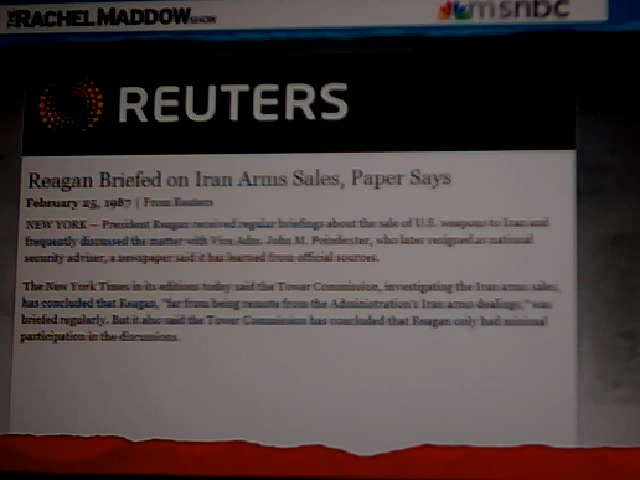 THE RACHEL MADDOW SHOW
msnbc
REUTERS
Reagan Briefed on Iran Arms Sales, Paper Says
February 25, 1987 | From Reuters
NEW YORK — President Reagan received regular briefings about the sale of U.S. weapons to Iran and
frequently discussed the matter with Vice Adm. John M. Poindexter, who later resigned as national
security adviser, a newspaper said it has learned from official sources.
The New York Times in its editions today said the Tower Commission, investigating the Iran arms sales,
has concluded that Reagan, "far from being remote from the Administration's Iran arms dealings," was
briefed regularly. But it also said the Tower Commission has concluded that Reagan only had minimal
participation in the discussions.